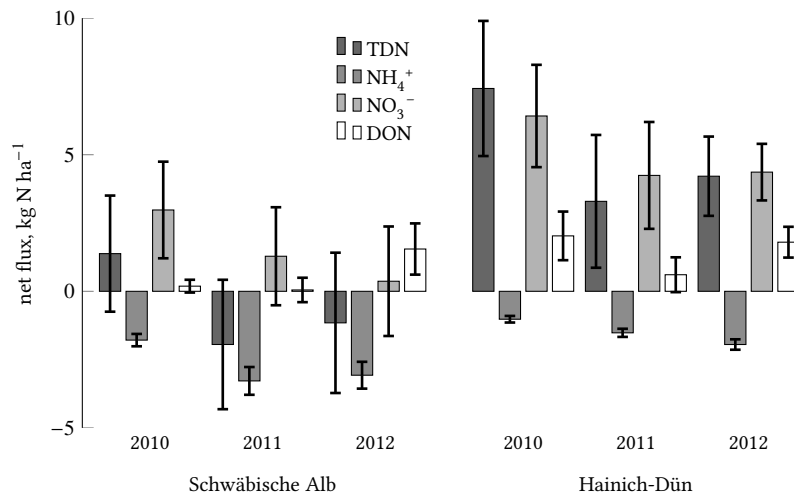 10
5
0
−5
net flux, kg N ha⁻¹
TDN
NH₄⁺
NO₃⁻
DON
2010 2011 2012 2010 2011 2012
Schwäbische Alb Hainich-Dün